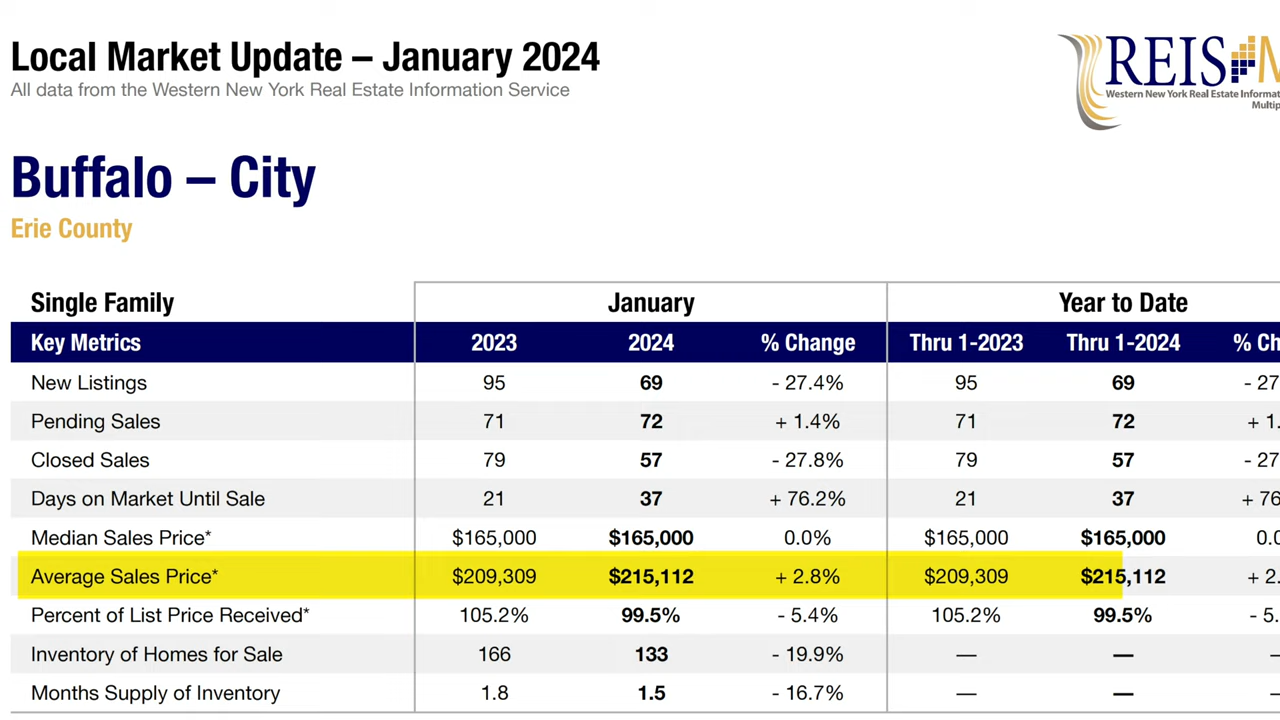 Local Market Update – January 2024
All data from the Western New York Real Estate Information Service
REIS M
Western New York Real Estate Informat
Multip
Buffalo – City
Erie County
Single Family January Year to Date
Key Metrics 2023 2024 % Change Thru 1-2023 Thru 1-2024 % Ch
New Listings 95 69 - 27.4% 95 69 - 27
Pending Sales 71 72 + 1.4% 71 72 + 1.
Closed Sales 79 57 - 27.8% 79 57 - 27
Days on Market Until Sale 21 37 + 76.2% 21 37 + 76
Median Sales Price* $165,000 $165,000 0.0% $165,000 $165,000 0.0
Average Sales Price* $209,309 $215,112 + 2.8% $209,309 $215,112 + 2.
Percent of List Price Received* 105.2% 99.5% - 5.4% 105.2% 99.5% - 5.
Inventory of Homes for Sale 166 133 - 19.9% — — —
Months Supply of Inventory 1.8 1.5 - 16.7% — — —